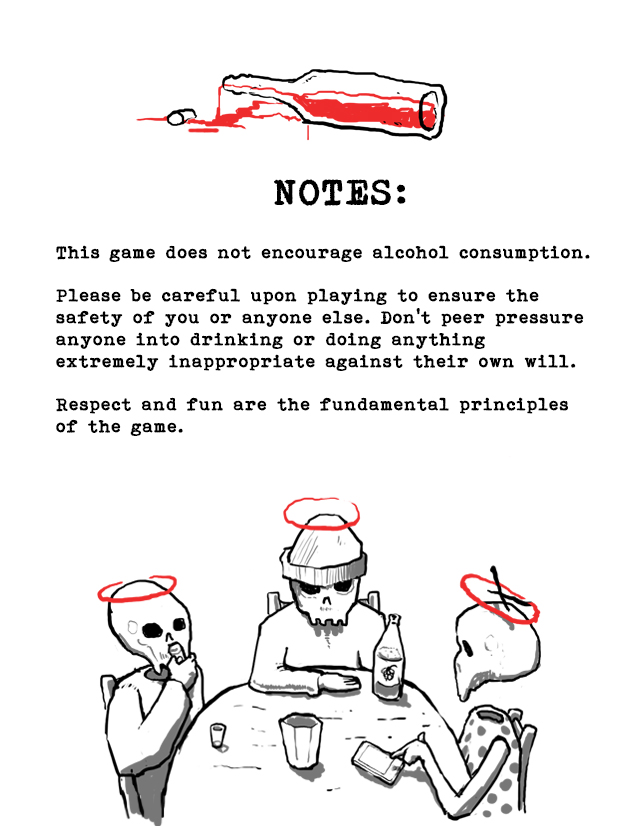 NOTES:
This game does not encourage alcohol consumption.
Please be careful upon playing to ensure the
safety of you or anyone else. Don't peer pressure
anyone into drinking or doing anything
extremely inappropriate against their own will.
Respect and fun are the fundamental principles
of the game.